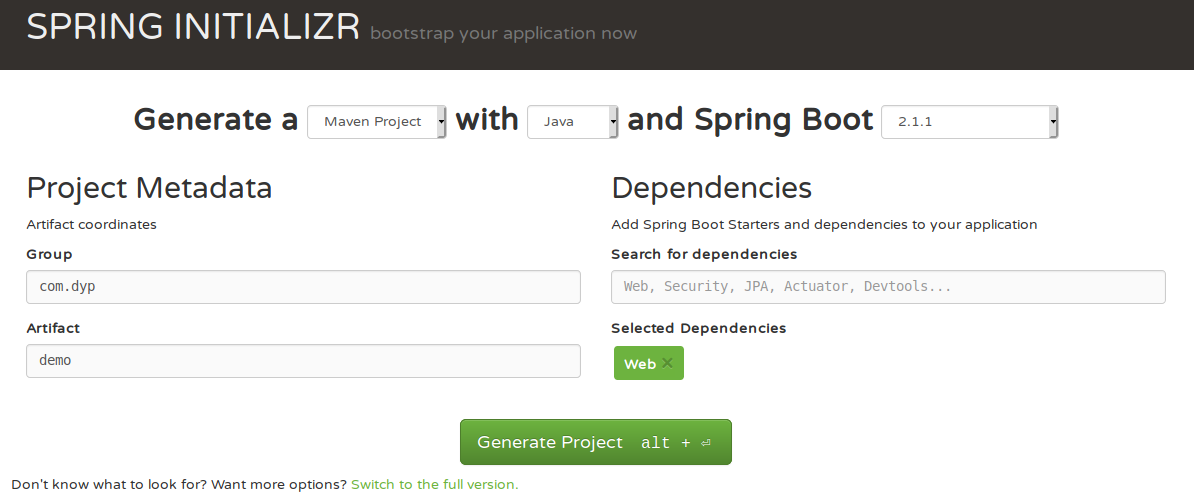 SPRING INITIALIZR bootstrap your application now
Generate a Maven Project with Java and Spring Boot 2.1.1
Project Metadata
Artifact coordinates
Group
com.dyp
Artifact
demo
Dependencies
Add Spring Boot Starters and dependencies to your application
Search for dependencies
Web, Security, JPA, Actuator, Devtools...
Selected Dependencies
Web ×
Generate Project alt + ⏎
Don't know what to look for? Want more options? Switch to the full version.